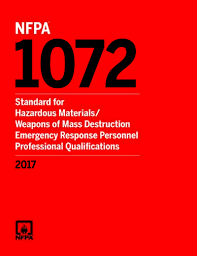 NFPA
1072
Standard for
Hazardous Materials/
Weapons of Mass Destruction
Emergency Response Personnel
Professional Qualifications
2017
NFPA